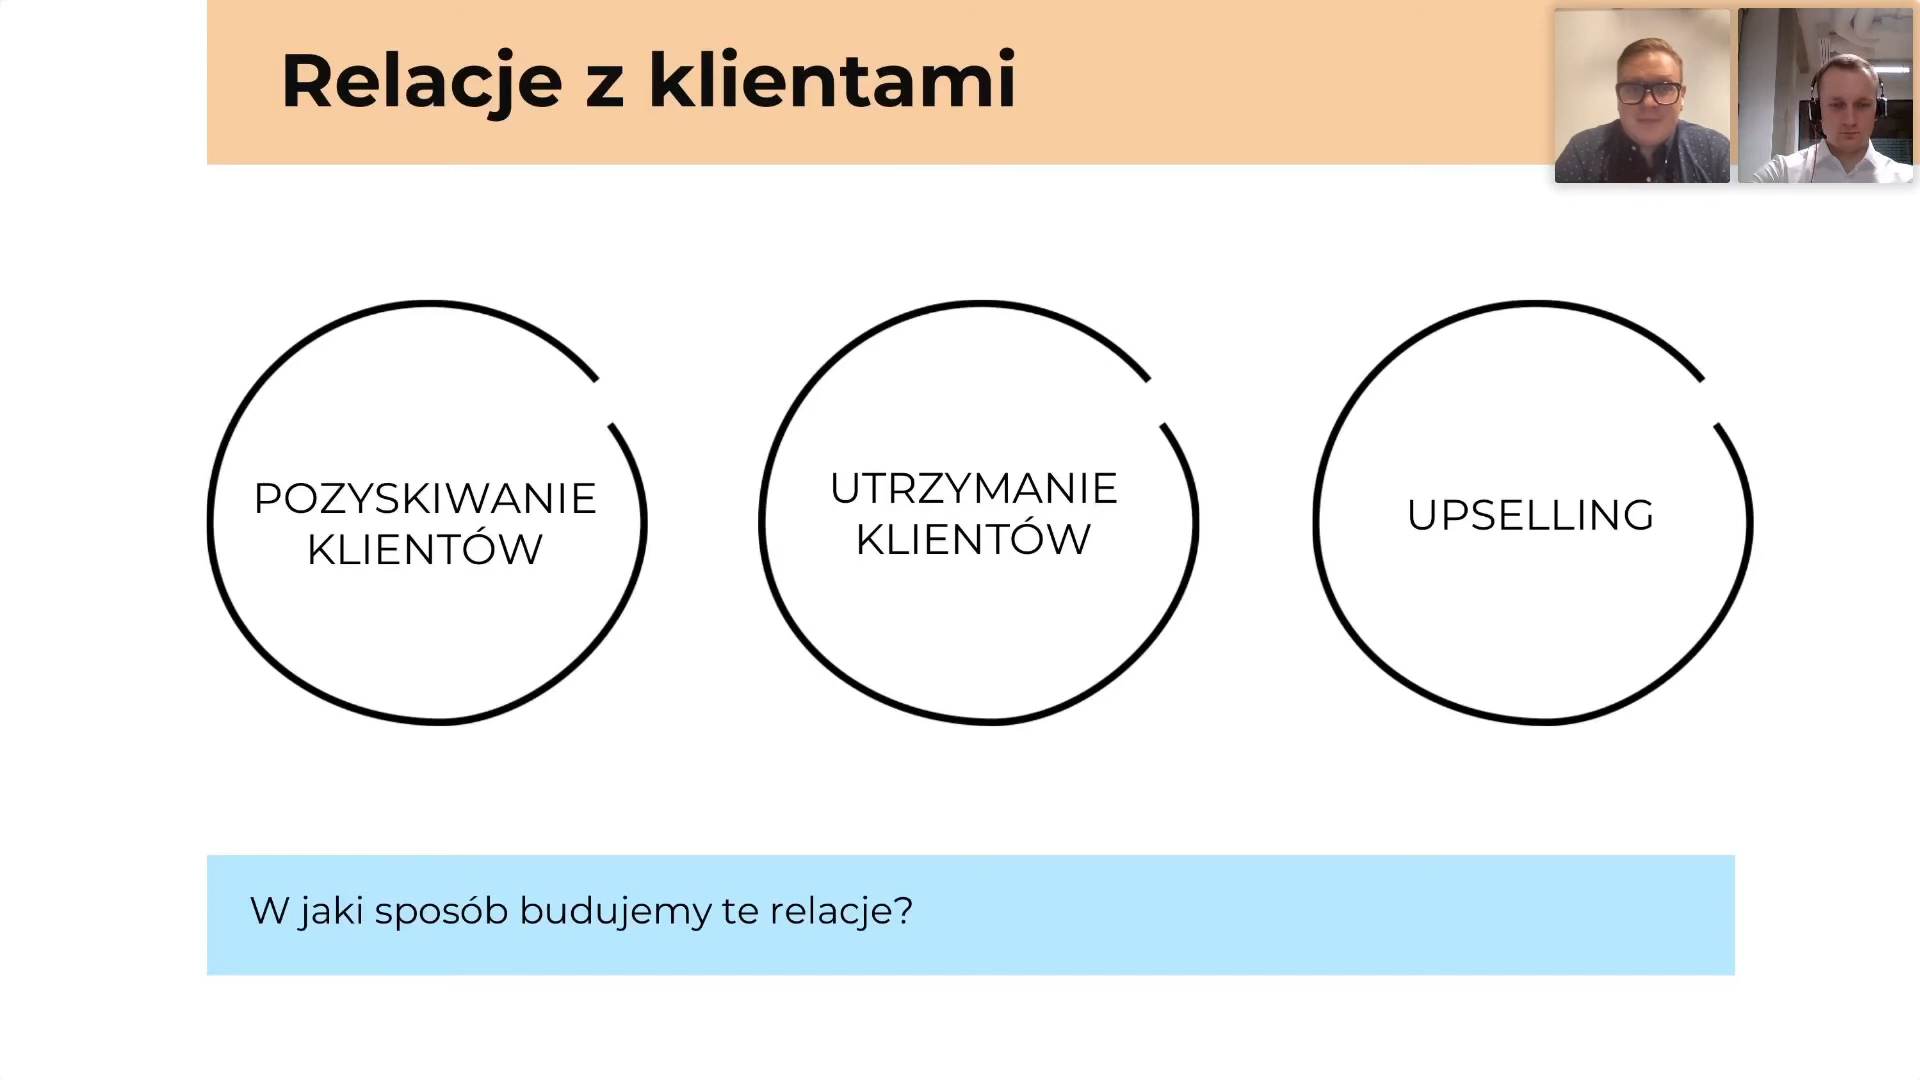 Relacje z klientami
POZYSKIWANIE
KLIENTÓW
UTRZYMANIE
KLIENTÓW
UPSELLING
W jaki sposób budujemy te relacje?